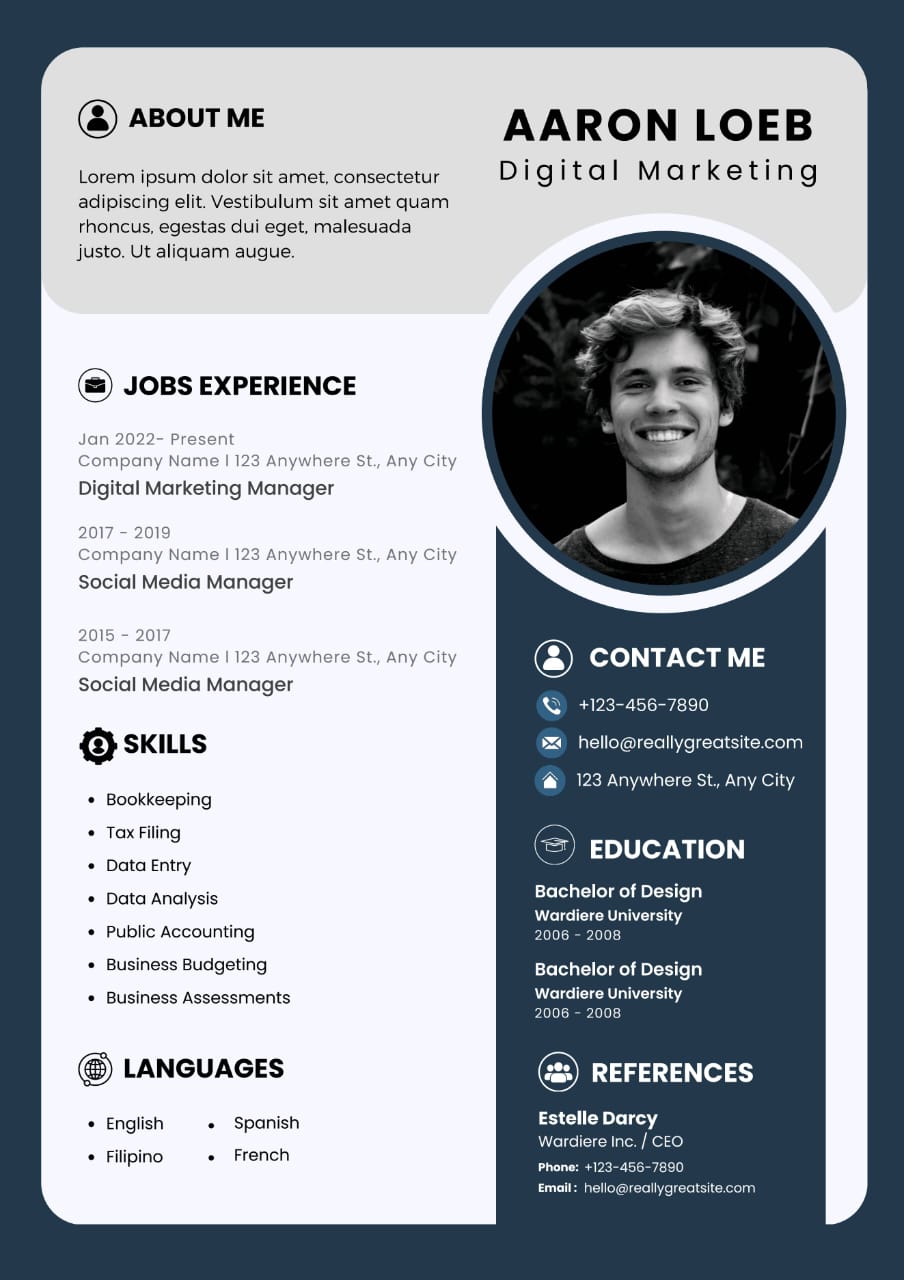 ABOUT ME
Lorem ipsum dolor sit amet, consectetur
adipiscing elit. Vestibulum sit amet quam
rhoncus, egestas dui eget, malesuada
justo. Ut aliquam augue.
AARON LOEB
Digital Marketing
JOBS EXPERIENCE
Jan 2022- Present
Company Name l 123 Anywhere St., Any City
Digital Marketing Manager
2017 - 2019
Company Name l 123 Anywhere St., Any City
Social Media Manager
2015 - 2017
Company Name l 123 Anywhere St., Any City
Social Media Manager
SKILLS
• Bookkeeping
• Tax Filing
• Data Entry
• Data Analysis
• Public Accounting
• Business Budgeting
• Business Assessments
LANGUAGES
• English
• Filipino
• Spanish
• French
CONTACT ME
+123-456-7890
hello@reallygreatsite.com
123 Anywhere St., Any City
EDUCATION
Bachelor of Design
Wardiere University
2006 - 2008
Bachelor of Design
Wardiere University
2006 - 2008
REFERENCES
Estelle Darcy
Wardiere Inc. / CEO
Phone: +123-456-7890
Email : hello@reallygreatsite.com